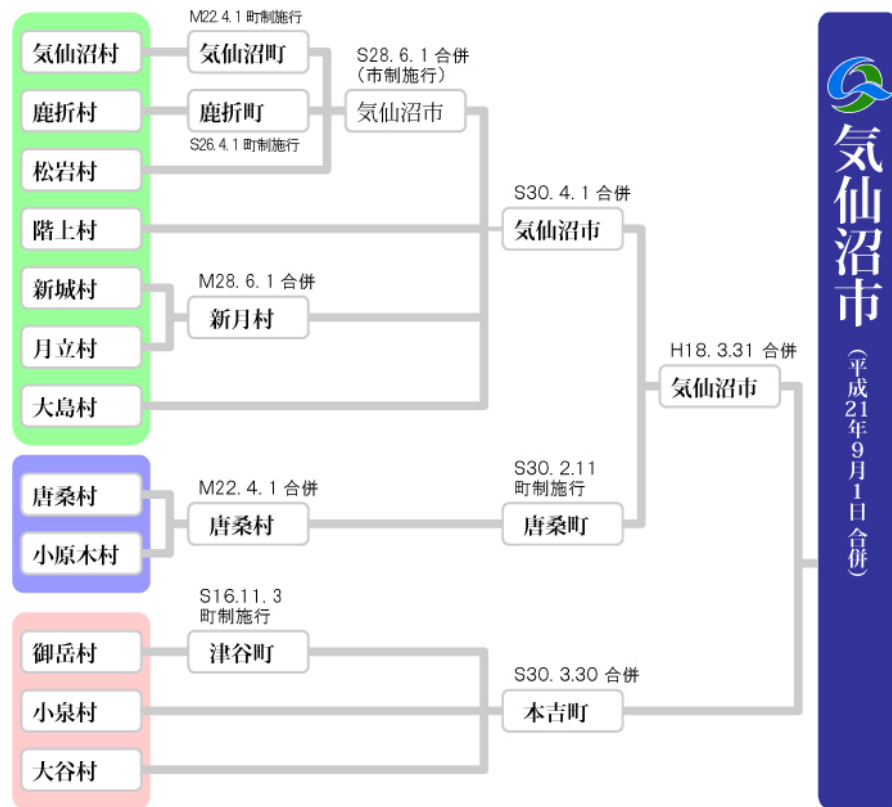 M22.4.1 町制施行
気仙沼村
気仙沼町
S28.6.1 合併
(市制施行)
鹿折村
鹿折町
気仙沼市
S26.4.1 町制施行
松岩村
S30.4.1 合併
階上村
気仙沼市
新城村
M28.6.1 合併
新月村
月立村
H18.3.31 合併
大島村
気仙沼市
唐桑村
M22.4.1 合併
S30.2.11
町制施行
唐桑村
唐桑町
小原木村
S16.11.3
町制施行
御岳村
津谷町
S30.3.30 合併
小泉村
本吉町
大谷村
気仙沼市
(平成21年9月1日 合併)